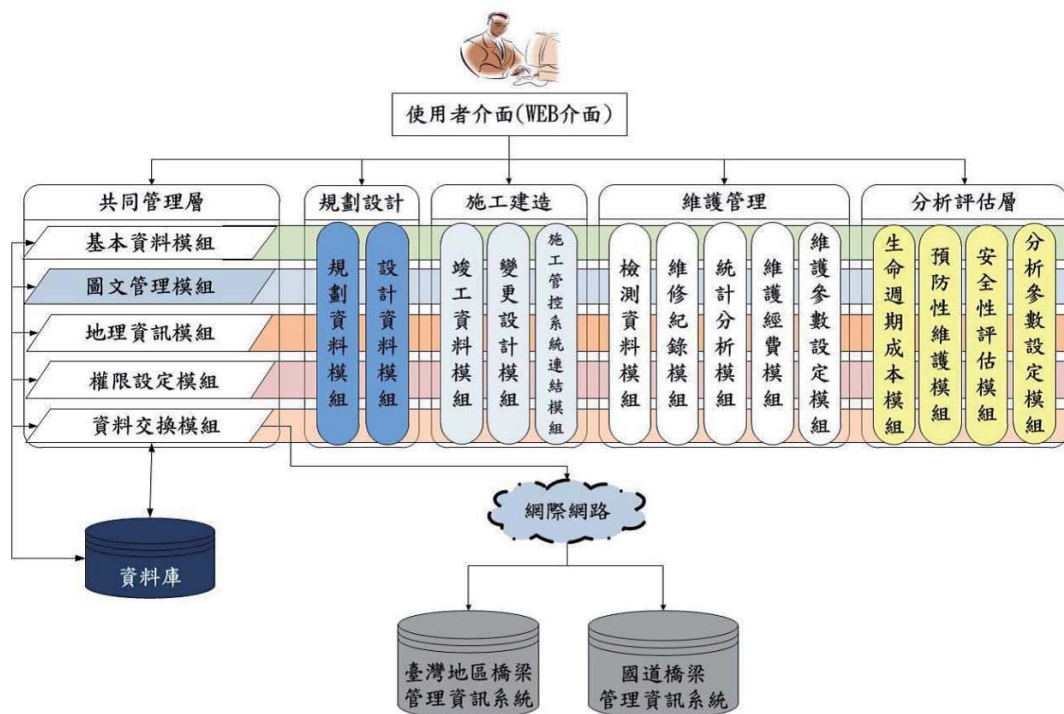 使用者介面(WEB介面)
共同管理層
基本資料模組
圖文管理模組
地理資訊模組
權限設定模組
資料交換模組
規劃設計
規劃資料模組
設計資料模組
施工建造
竣工資料模組
變更設計模組
施工管控系統連結模組
維護管理
檢測資料模組
維修紀錄模組
統計分析模組
維護經費模組
維護參數設定模組
分析評估層
生命週期成本模組
預防性維護模組
安全性評估模組
分析參數設定模組
網際網路
資料庫
臺灣地區橋梁
管理資訊系統
國道橋梁
管理資訊系統